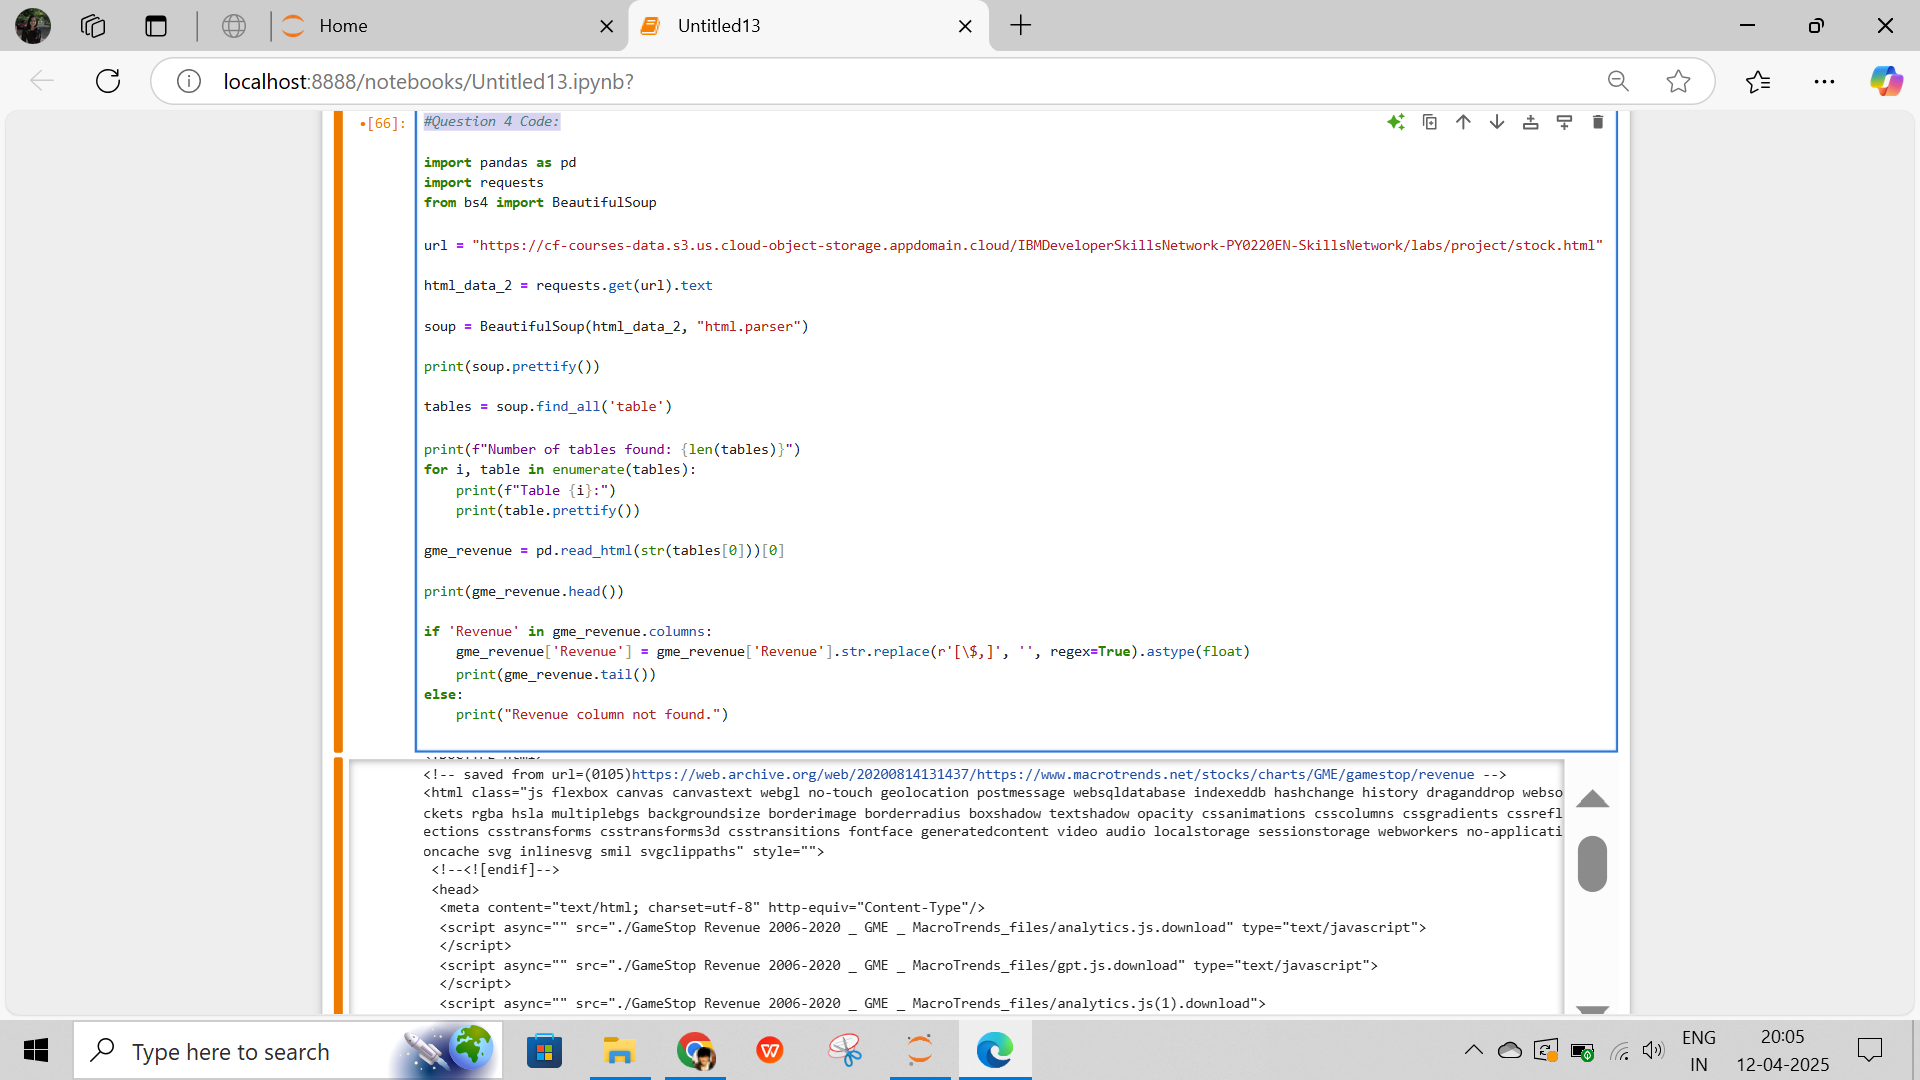 Home
Untitled13
localhost:8888/notebooks/Untitled13.ipynb?
•[66]:
#Question 4 Code:
import pandas as pd
import requests
from bs4 import BeautifulSoup
url = "https://cf-courses-data.s3.us.cloud-object-storage.appdomain.cloud/IBMDeveloperSkillsNetwork-PY0220EN-SkillsNetwork/labs/project/stock.html"
html_data_2 = requests.get(url).text
soup = BeautifulSoup(html_data_2, "html.parser")
print(soup.prettify())
tables = soup.find_all('table')
print(f"Number of tables found: {len(tables)}")
for i, table in enumerate(tables):
    print(f"Table {i}:")
    print(table.prettify())
gme_revenue = pd.read_html(str(tables[0]))[0]
print(gme_revenue.head())
if 'Revenue' in gme_revenue.columns:
    gme_revenue['Revenue'] = gme_revenue['Revenue'].str.replace(r'[\$,]', '', regex=True).astype(float)
    print(gme_revenue.tail())
else:
    print("Revenue column not found.")
<!-- saved from url=(0105)https://web.archive.org/web/20200814131437/https://www.macrotrends.net/stocks/charts/GME/gamestop/revenue -->
<html class="js flexbox canvas canvastext webgl no-touch geolocation postmessage websqldatabase indexeddb hashchange history draganddrop webso
ckets rgba hsla multiplebgs backgroundsize borderimage borderradius boxshadow textshadow opacity cssanimations csscolumns cssgradients cssrefl
ections csstransforms csstransforms3d csstransitions fontface generatedcontent video audio localstorage sessionstorage webworkers no-applicati
oncache svg inlinesvg smil svgclippaths" style="">
 <!--<![endif]-->
 <head>
  <meta content="text/html; charset=utf-8" http-equiv="Content-Type"/>
  <script async="" src="./GameStop Revenue 2006-2020 _ GME _ MacroTrends_files/analytics.js.download" type="text/javascript">
  </script>
  <script async="" src="./GameStop Revenue 2006-2020 _ GME _ MacroTrends_files/gpt.js.download" type="text/javascript">
  </script>
  <script async="" src="./GameStop Revenue 2006-2020 _ GME _ MacroTrends_files/analytics.js(1).download">
Type here to search
W
ENG
IN
20:05
12-04-2025